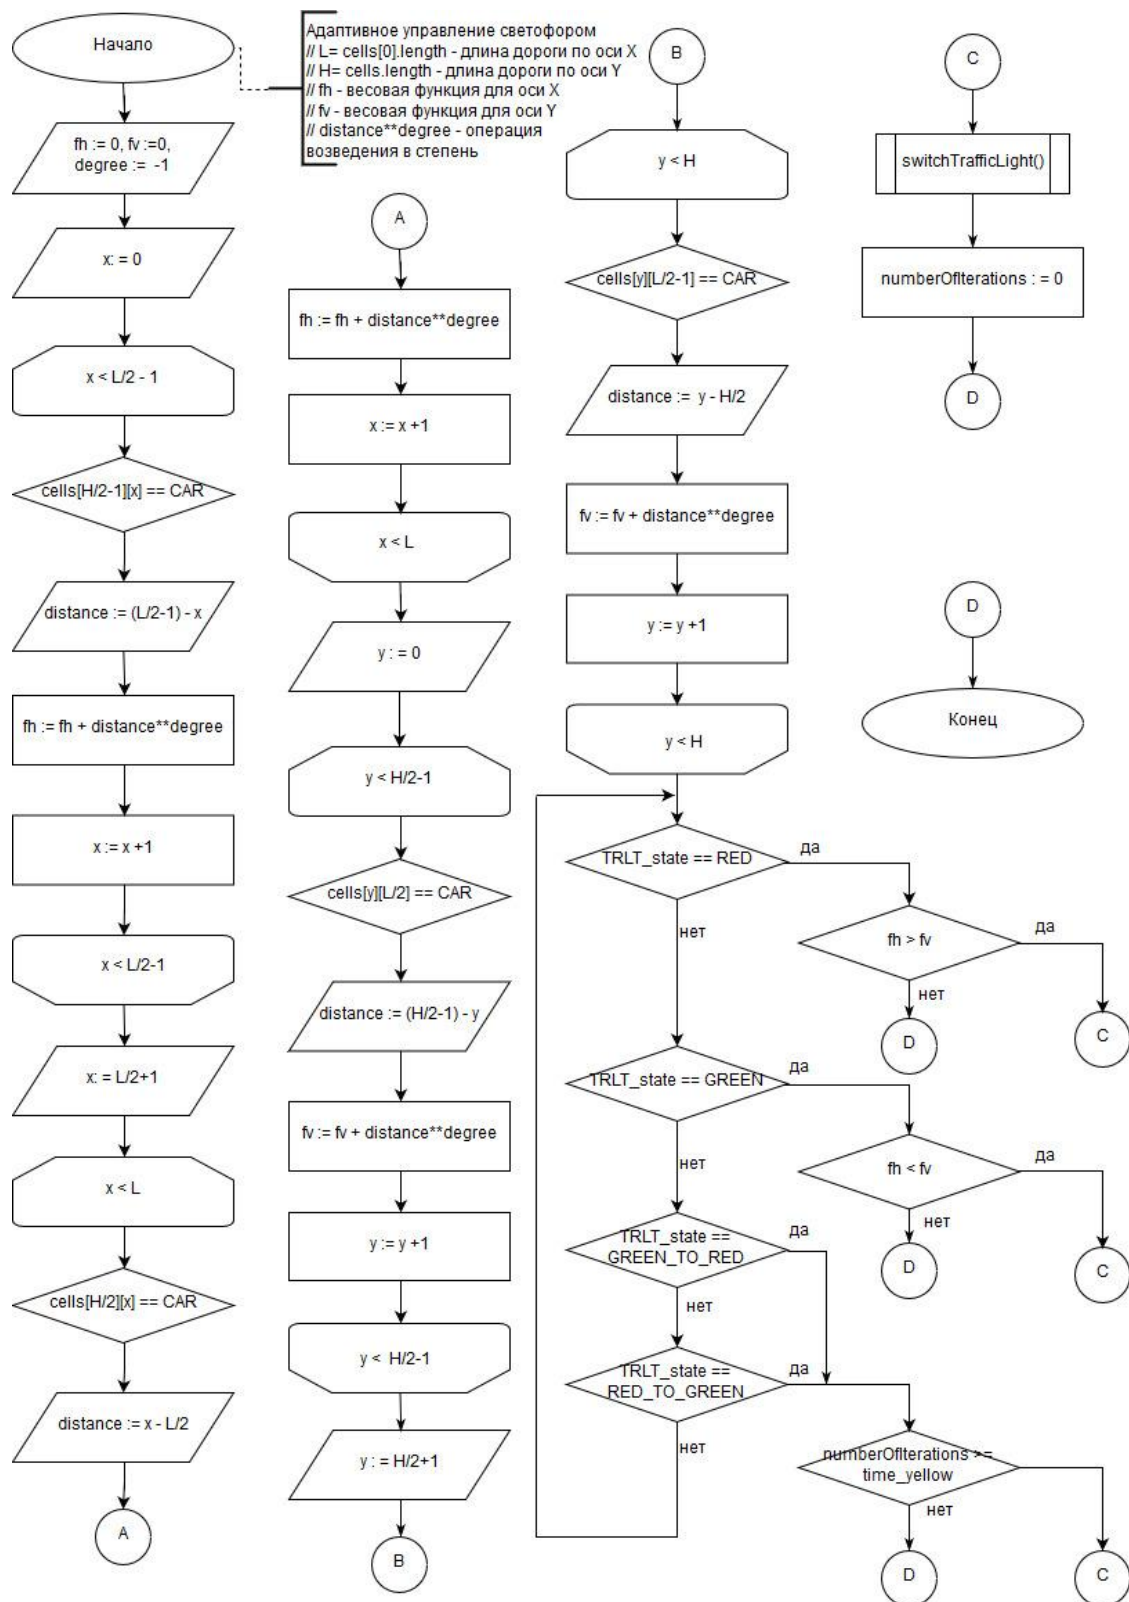 Начало
Адаптивное управление светофором
// L= cells[0].length - длина дороги по оси X
// H= cells.length - длина дороги по оси Y
// fh - весовая функция для оси X
// fv - весовая функция для оси Y
// distance**degree - операция
возведения в степень
fh := 0, fv :=0,
degree := -1
x: = 0
x < L/2 - 1
cells[H/2-1][x] == CAR
distance := (L/2-1) - x
fh := fh + distance**degree
x := x +1
x < L/2-1
x: = L/2+1
x < L
cells[H/2][x] == CAR
distance := x - L/2
A
A
fh := fh + distance**degree
x := x +1
x < L
y : = 0
y < H/2-1
cells[y][L/2] == CAR
distance := (H/2-1) - y
fv := fv + distance**degree
y := y +1
y < H/2-1
y : = H/2+1
B
B
y < H
cells[y][L/2-1] == CAR
distance := y - H/2
fv := fv + distance**degree
y := y +1
y < H
TRLT_state == RED
да
нет
fh > fv
да
нет
D
C
TRLT_state == GREEN
да
нет
fh < fv
да
нет
D
C
TRLT_state ==
GREEN_TO_RED
да
нет
TRLT_state ==
RED_TO_GREEN
да
нет
numberOfIterations >=
time_yellow
нет
D
C
C
switchTrafficLight()
numberOfIterations : = 0
D
D
Конец